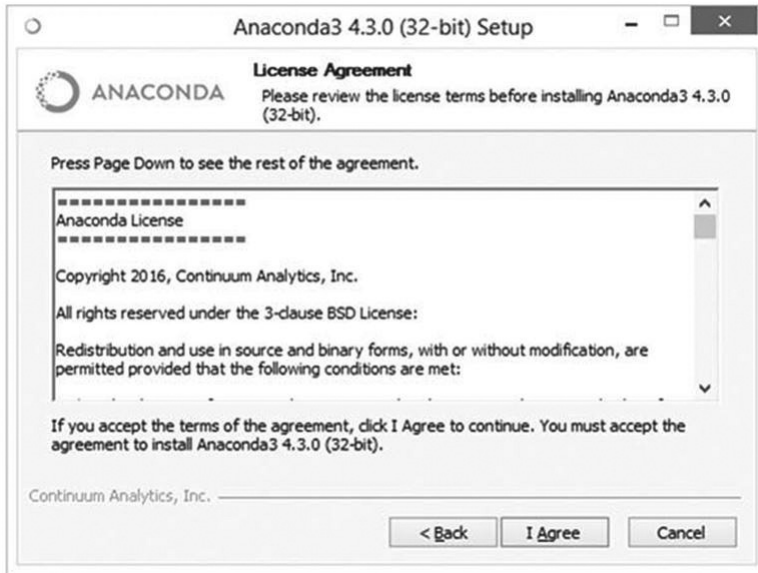 Anaconda3 4.3.0 (32-bit) Setup
ANACONDA
License Agreement
Please review the license terms before installing Anaconda3 4.3.0
(32-bit).
Press Page Down to see the rest of the agreement.
================
Anaconda License
================
Copyright 2016, Continuum Analytics, Inc.
All rights reserved under the 3-clause BSD License:
Redistribution and use in source and binary forms, with or without modification, are
permitted provided that the following conditions are met:
If you accept the terms of the agreement, click I Agree to continue. You must accept the
agreement to install Anaconda3 4.3.0 (32-bit).
Continuum Analytics, Inc.
< Back
I Agree
Cancel